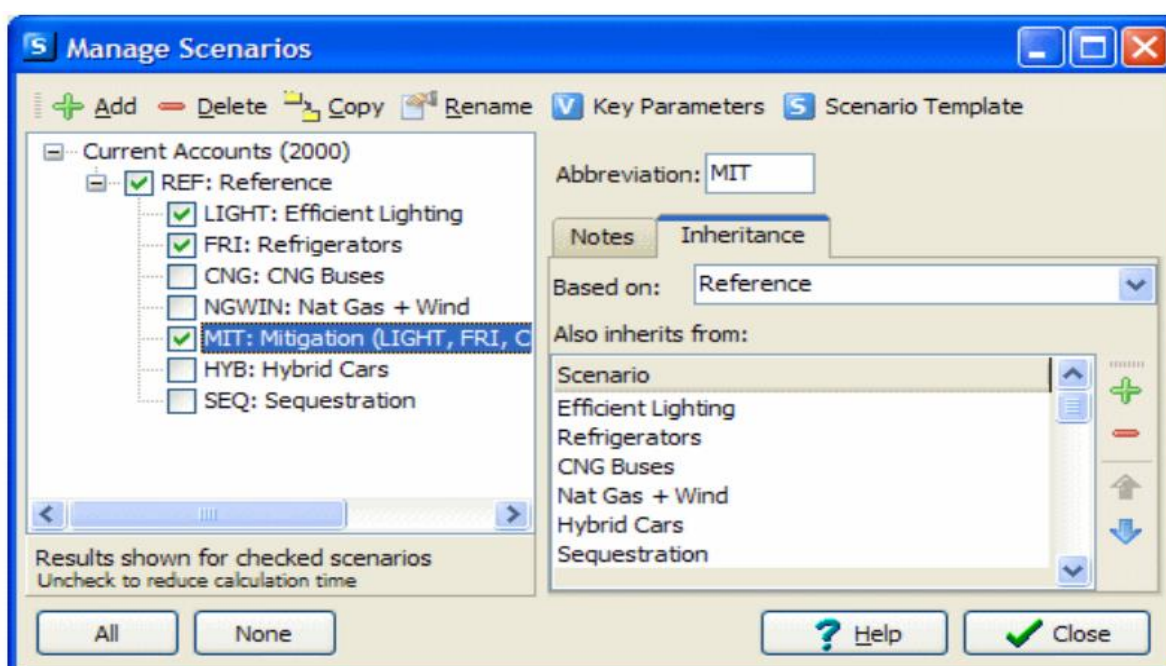 S Manage Scenarios
Add Delete Copy Rename V Key Parameters S Scenario Template
Current Accounts (2000)
REF: Reference
LIGHT: Efficient Lighting
FRI: Refrigerators
CNG: CNG Buses
NGWIN: Nat Gas + Wind
MIT: Mitigation (LIGHT, FRI, C
HYB: Hybrid Cars
SEQ: Sequestration
Results shown for checked scenarios
Uncheck to reduce calculation time
All None
Abbreviation: MIT
Notes Inheritance
Based on: Reference
Also inherits from:
Scenario
Efficient Lighting
Refrigerators
CNG Buses
Nat Gas + Wind
Hybrid Cars
Sequestration
? Help Close